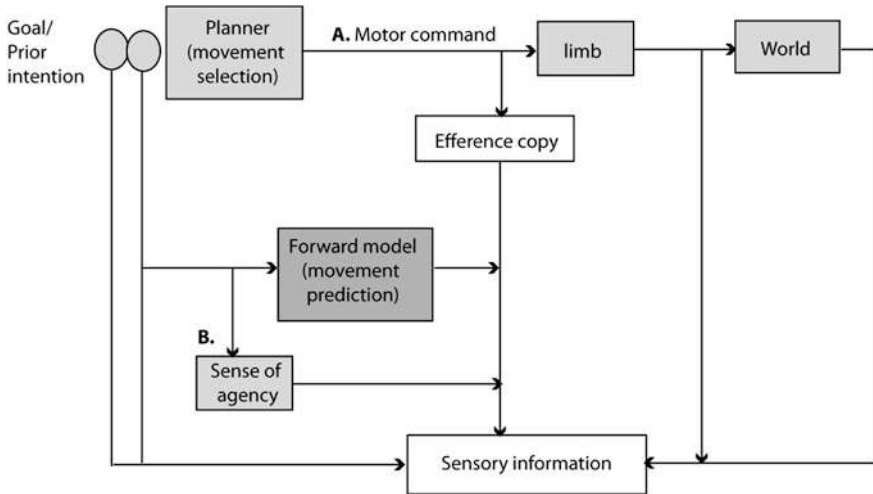 Goal/
Prior
intention
Planner
(movement
selection)
A. Motor command
limb
World
Efference copy
Forward model
(movement
prediction)
B.
Sense of
agency
Sensory information